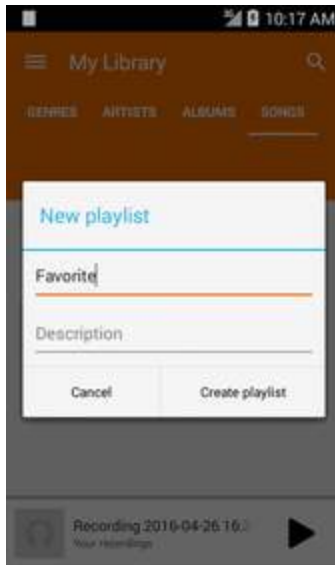 10:17 AM
My Library
GENRES ARTISTS ALBUMS SONGS
New playlist
Favorite
Description
Cancel Create playlist
Recording 2016-04-26 16:2
Your recordings